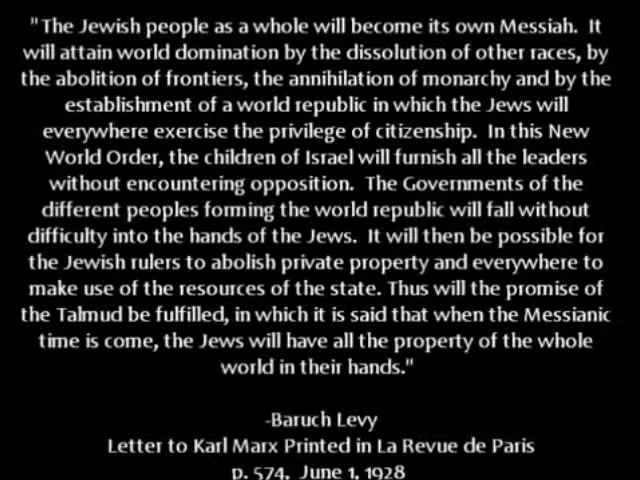 "The Jewish people as a whole will become its own Messiah. It
will attain world domination by the dissolution of other races, by
the abolition of frontiers, the annihilation of monarchy and by the
establishment of a world republic in which the Jews will
everywhere exercise the privilege of citizenship. In this New
World Order, the children of Israel will furnish all the leaders
without encountering opposition. The Governments of the
different peoples forming the world republic will fall without
difficulty into the hands of the Jews. It will then be possible for
the Jewish rulers to abolish private property and everywhere to
make use of the resources of the state. Thus will the promise of
the Talmud be fulfilled, in which it is said that when the Messianic
time is come, the Jews will have all the property of the whole
world in their hands."
-Baruch Levy
Letter to Karl Marx Printed in La Revue de Paris
p. 574, June 1, 1928